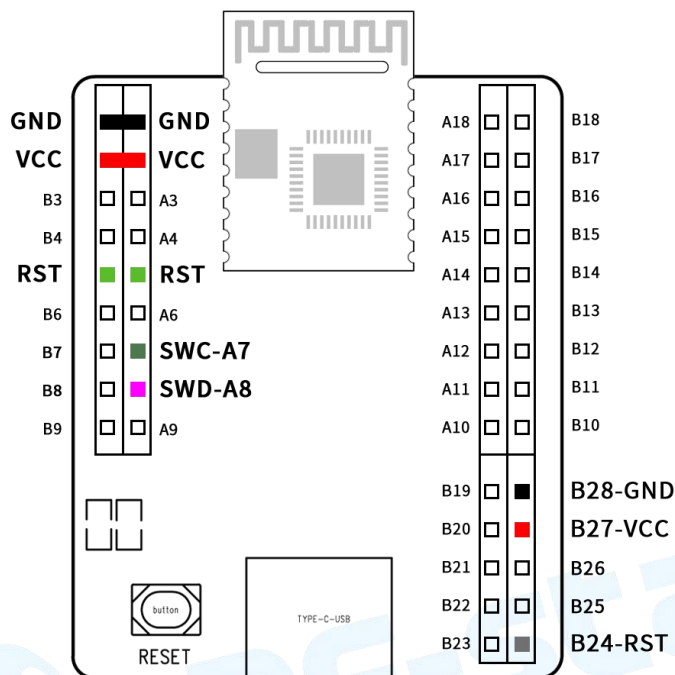 GND GND A18 B18
VCC VCC A17 B17
B3 A3 A16 B16
B4 A4 A15 B15
RST RST A14 B14
B6 A6 A13 B13
B7 SWC-A7 A12 B12
B8 SWD-A8 A11 B11
B9 A9 A10 B10
B19 B28-GND
B20 B27-VCC
B21 B26
B22 B25
B23 B24-RST
button
RESET
TYPE-C-USB